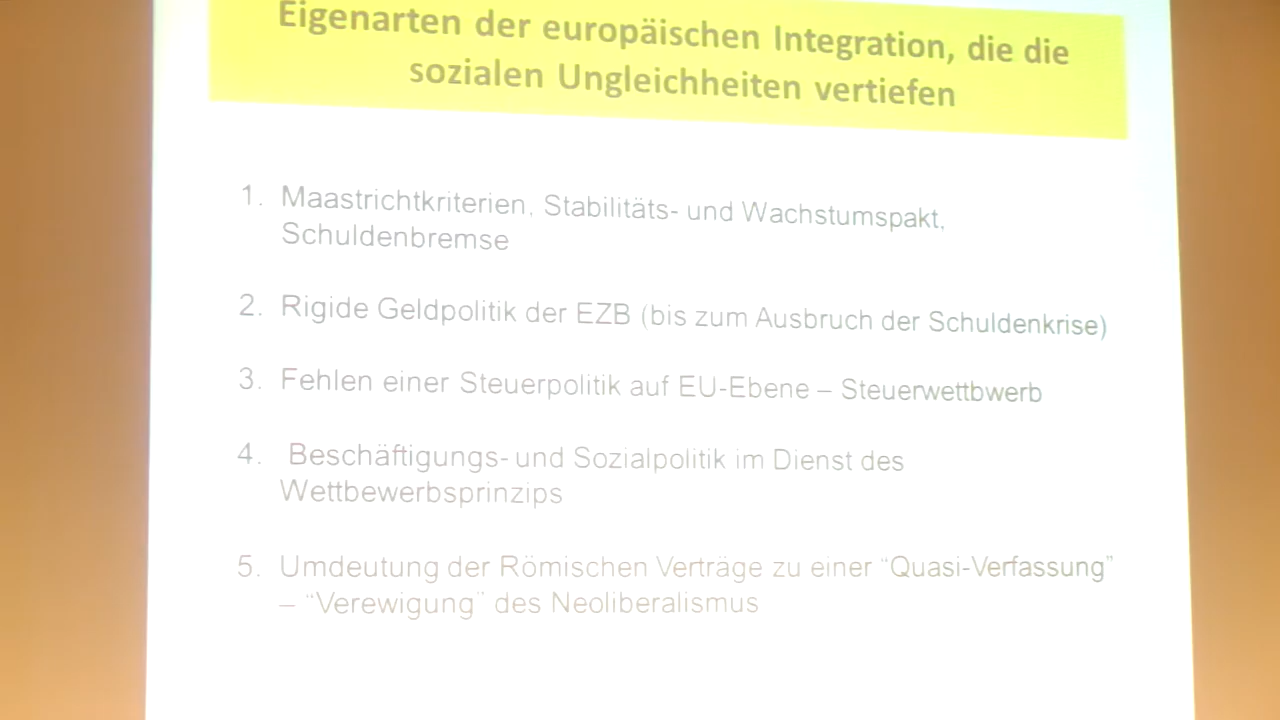 Eigenarten der europäischen Integration, die die
sozialen Ungleichheiten vertiefen
1. Maastrichtkriterien, Stabilitäts- und Wachstumspakt,
Schuldenbremse
2. Rigide Geldpolitik der EZB (bis zum Ausbruch der Schuldenkrise)
3. Fehlen einer Steuerpolitik auf EU-Ebene – Steuerwettbwerb
4. Beschäftigungs- und Sozialpolitik im Dienst des
Wettbewerbsprinzips
5. Umdeutung der Römischen Verträge zu einer “Quasi-Verfassung”
– “Verewigung” des Neoliberalismus